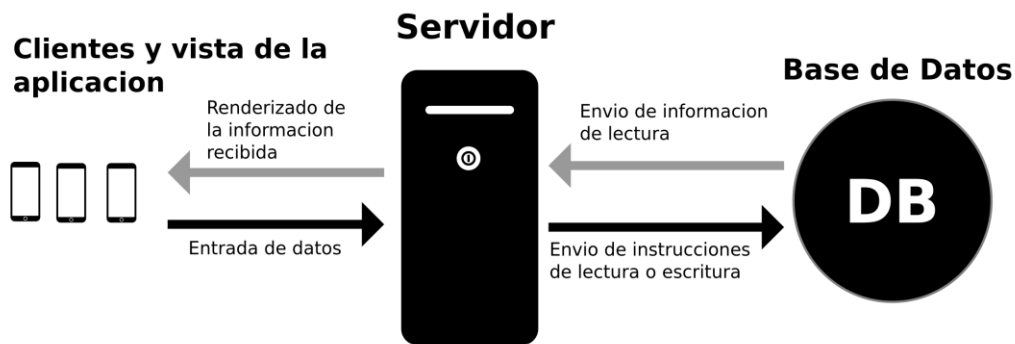 Clientes y vista de la
aplicacion
Renderizado de
la informacion
recibida
Entrada de datos
Servidor
Envio de informacion
de lectura
Envio de instrucciones
de lectura o escritura
Base de Datos
DB